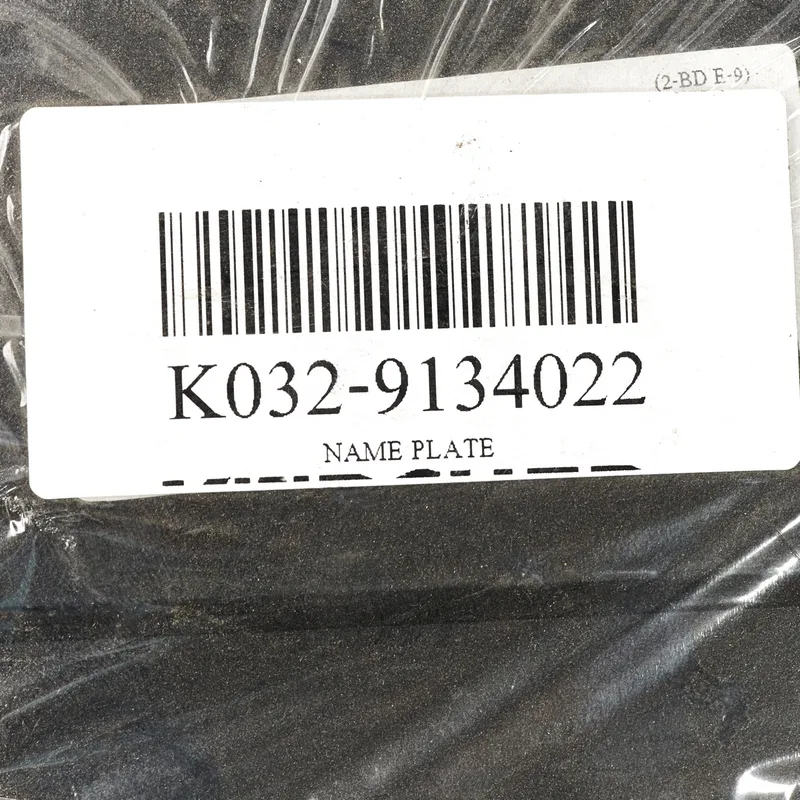 (2-BD E-9)
K032-9134022
NAME PLATE